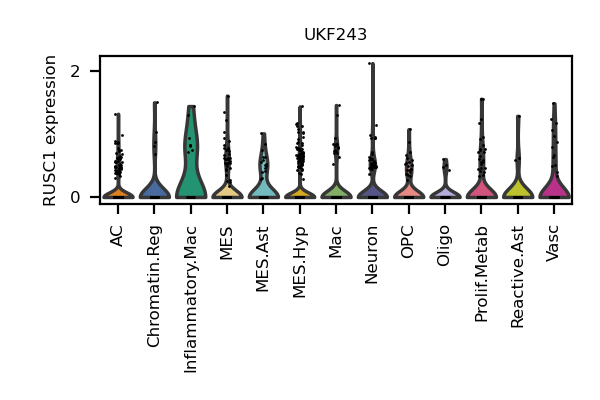 UKF243
RUSC1 expression
2
0
AC
Chromatin.Reg
Inflammatory.Mac
MES
MES.Ast
MES.Hyp
Mac
Neuron
OPC
Oligo
Prolif.Metab
Reactive.Ast
Vasc